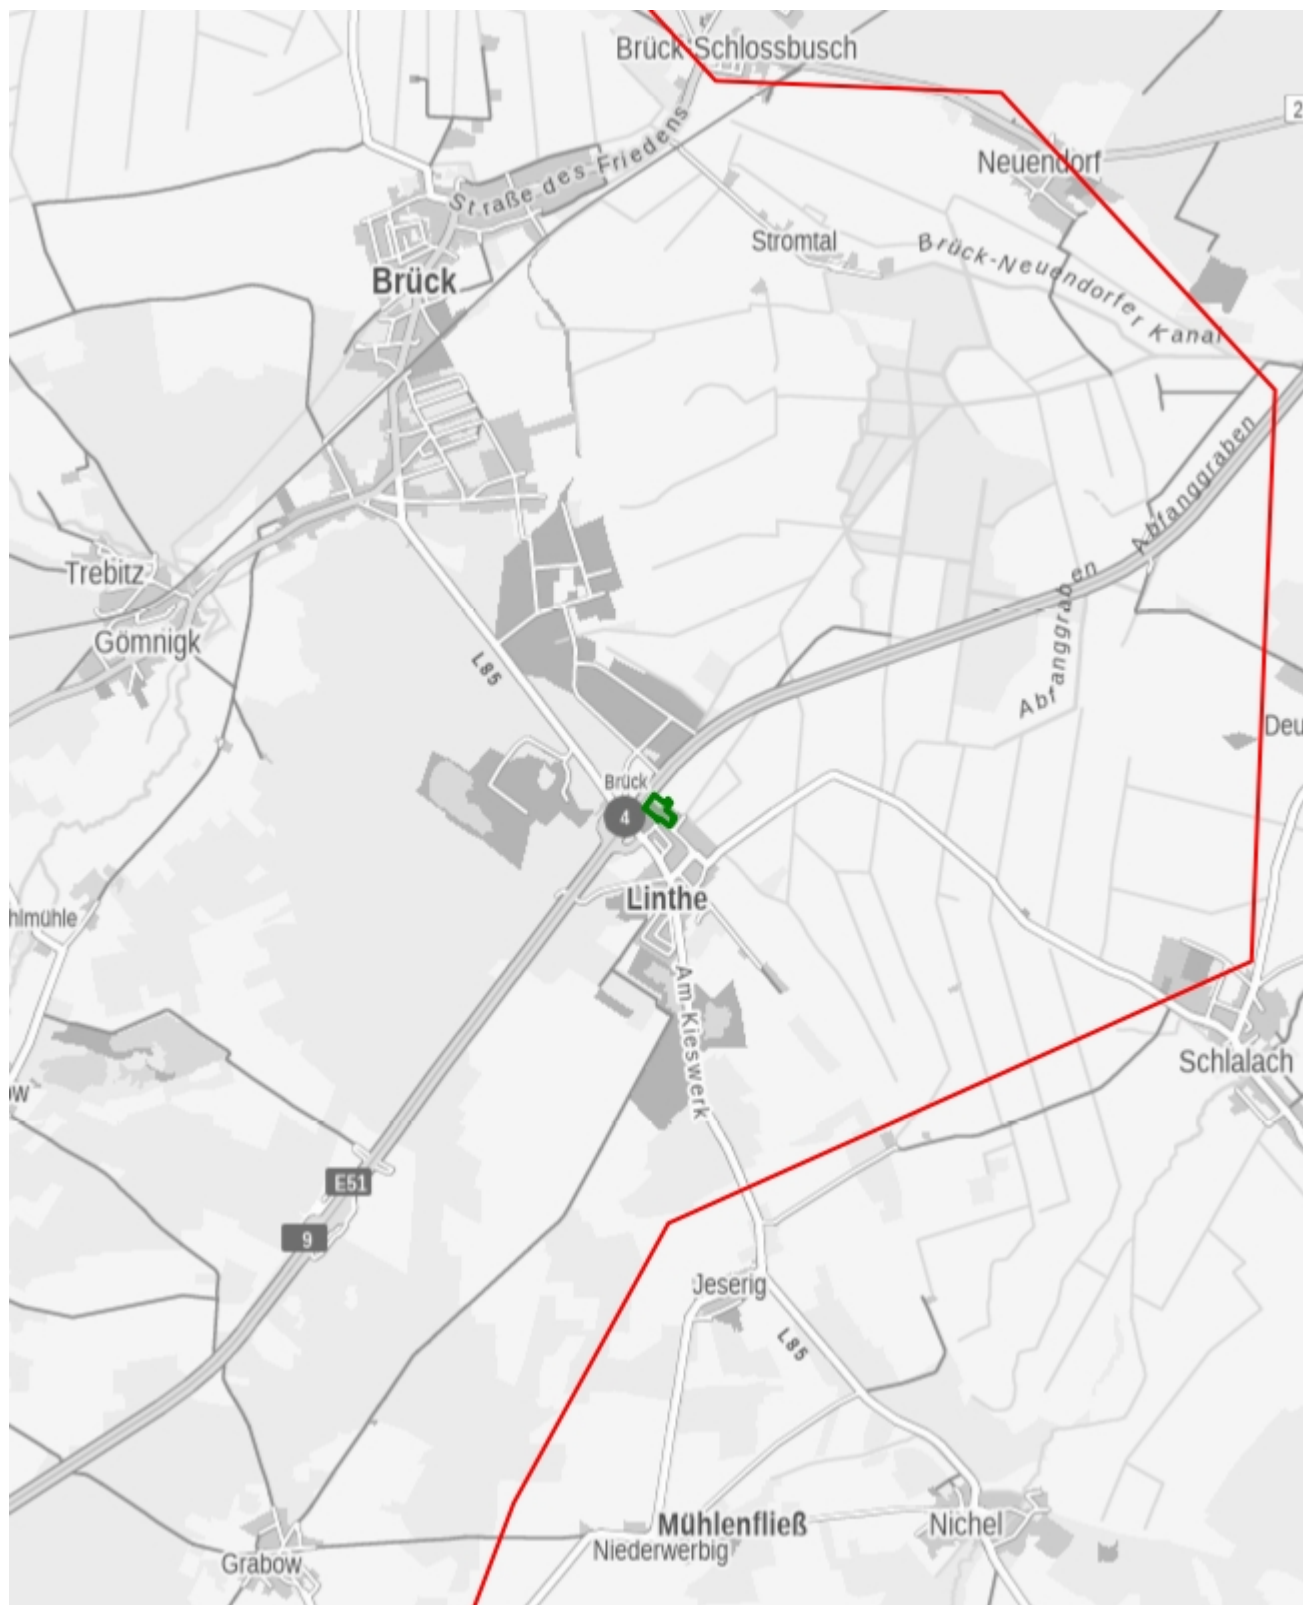 Brück Schlossbusch
2
Straße des Friedens
Neuendorf
Stromtal
Brück-Neuendorfer Kanal
Brück
Abfanggraben
Trebitz
Abfanggraben
Gömnigk
L85
Deu
Brück
4
Linthe
hlmühle
Am Kieswerk
Schlalach
ow
E51
9
Jeserig
L85
Mühlenfließ
Nichel
Niederwerbig
Grabow